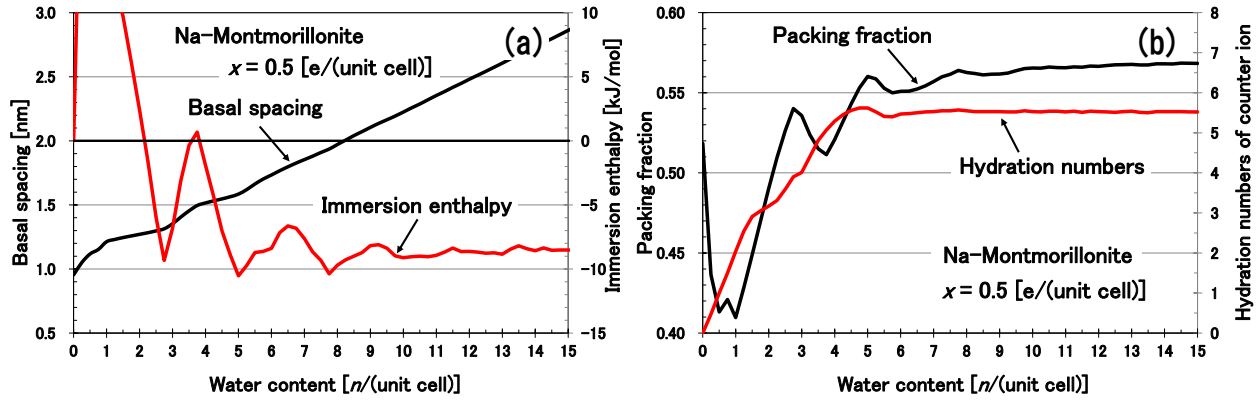 (a)
Na-Montmorillonite
x = 0.5 [e/(unit cell)]
Basal spacing
Immersion enthalpy
Basal spacing [nm]
3.0
2.5
2.0
1.5
1.0
0.5
Immersion enthalpy [kJ/mol]
10
5
0
−5
−10
−15
0 1 2 3 4 5 6 7 8 9 10 11 12 13 14 15
Water content [n/(unit cell)]
(b)
Packing fraction
Hydration numbers
Na-Montmorillonite
x = 0.5 [e/(unit cell)]
Packing fraction
0.60
0.55
0.50
0.45
0.40
Hydration numbers of counter ion
8
7
6
5
4
3
2
1
0
0 1 2 3 4 5 6 7 8 9 10 11 12 13 14 15
Water content [n/(unit cell)]